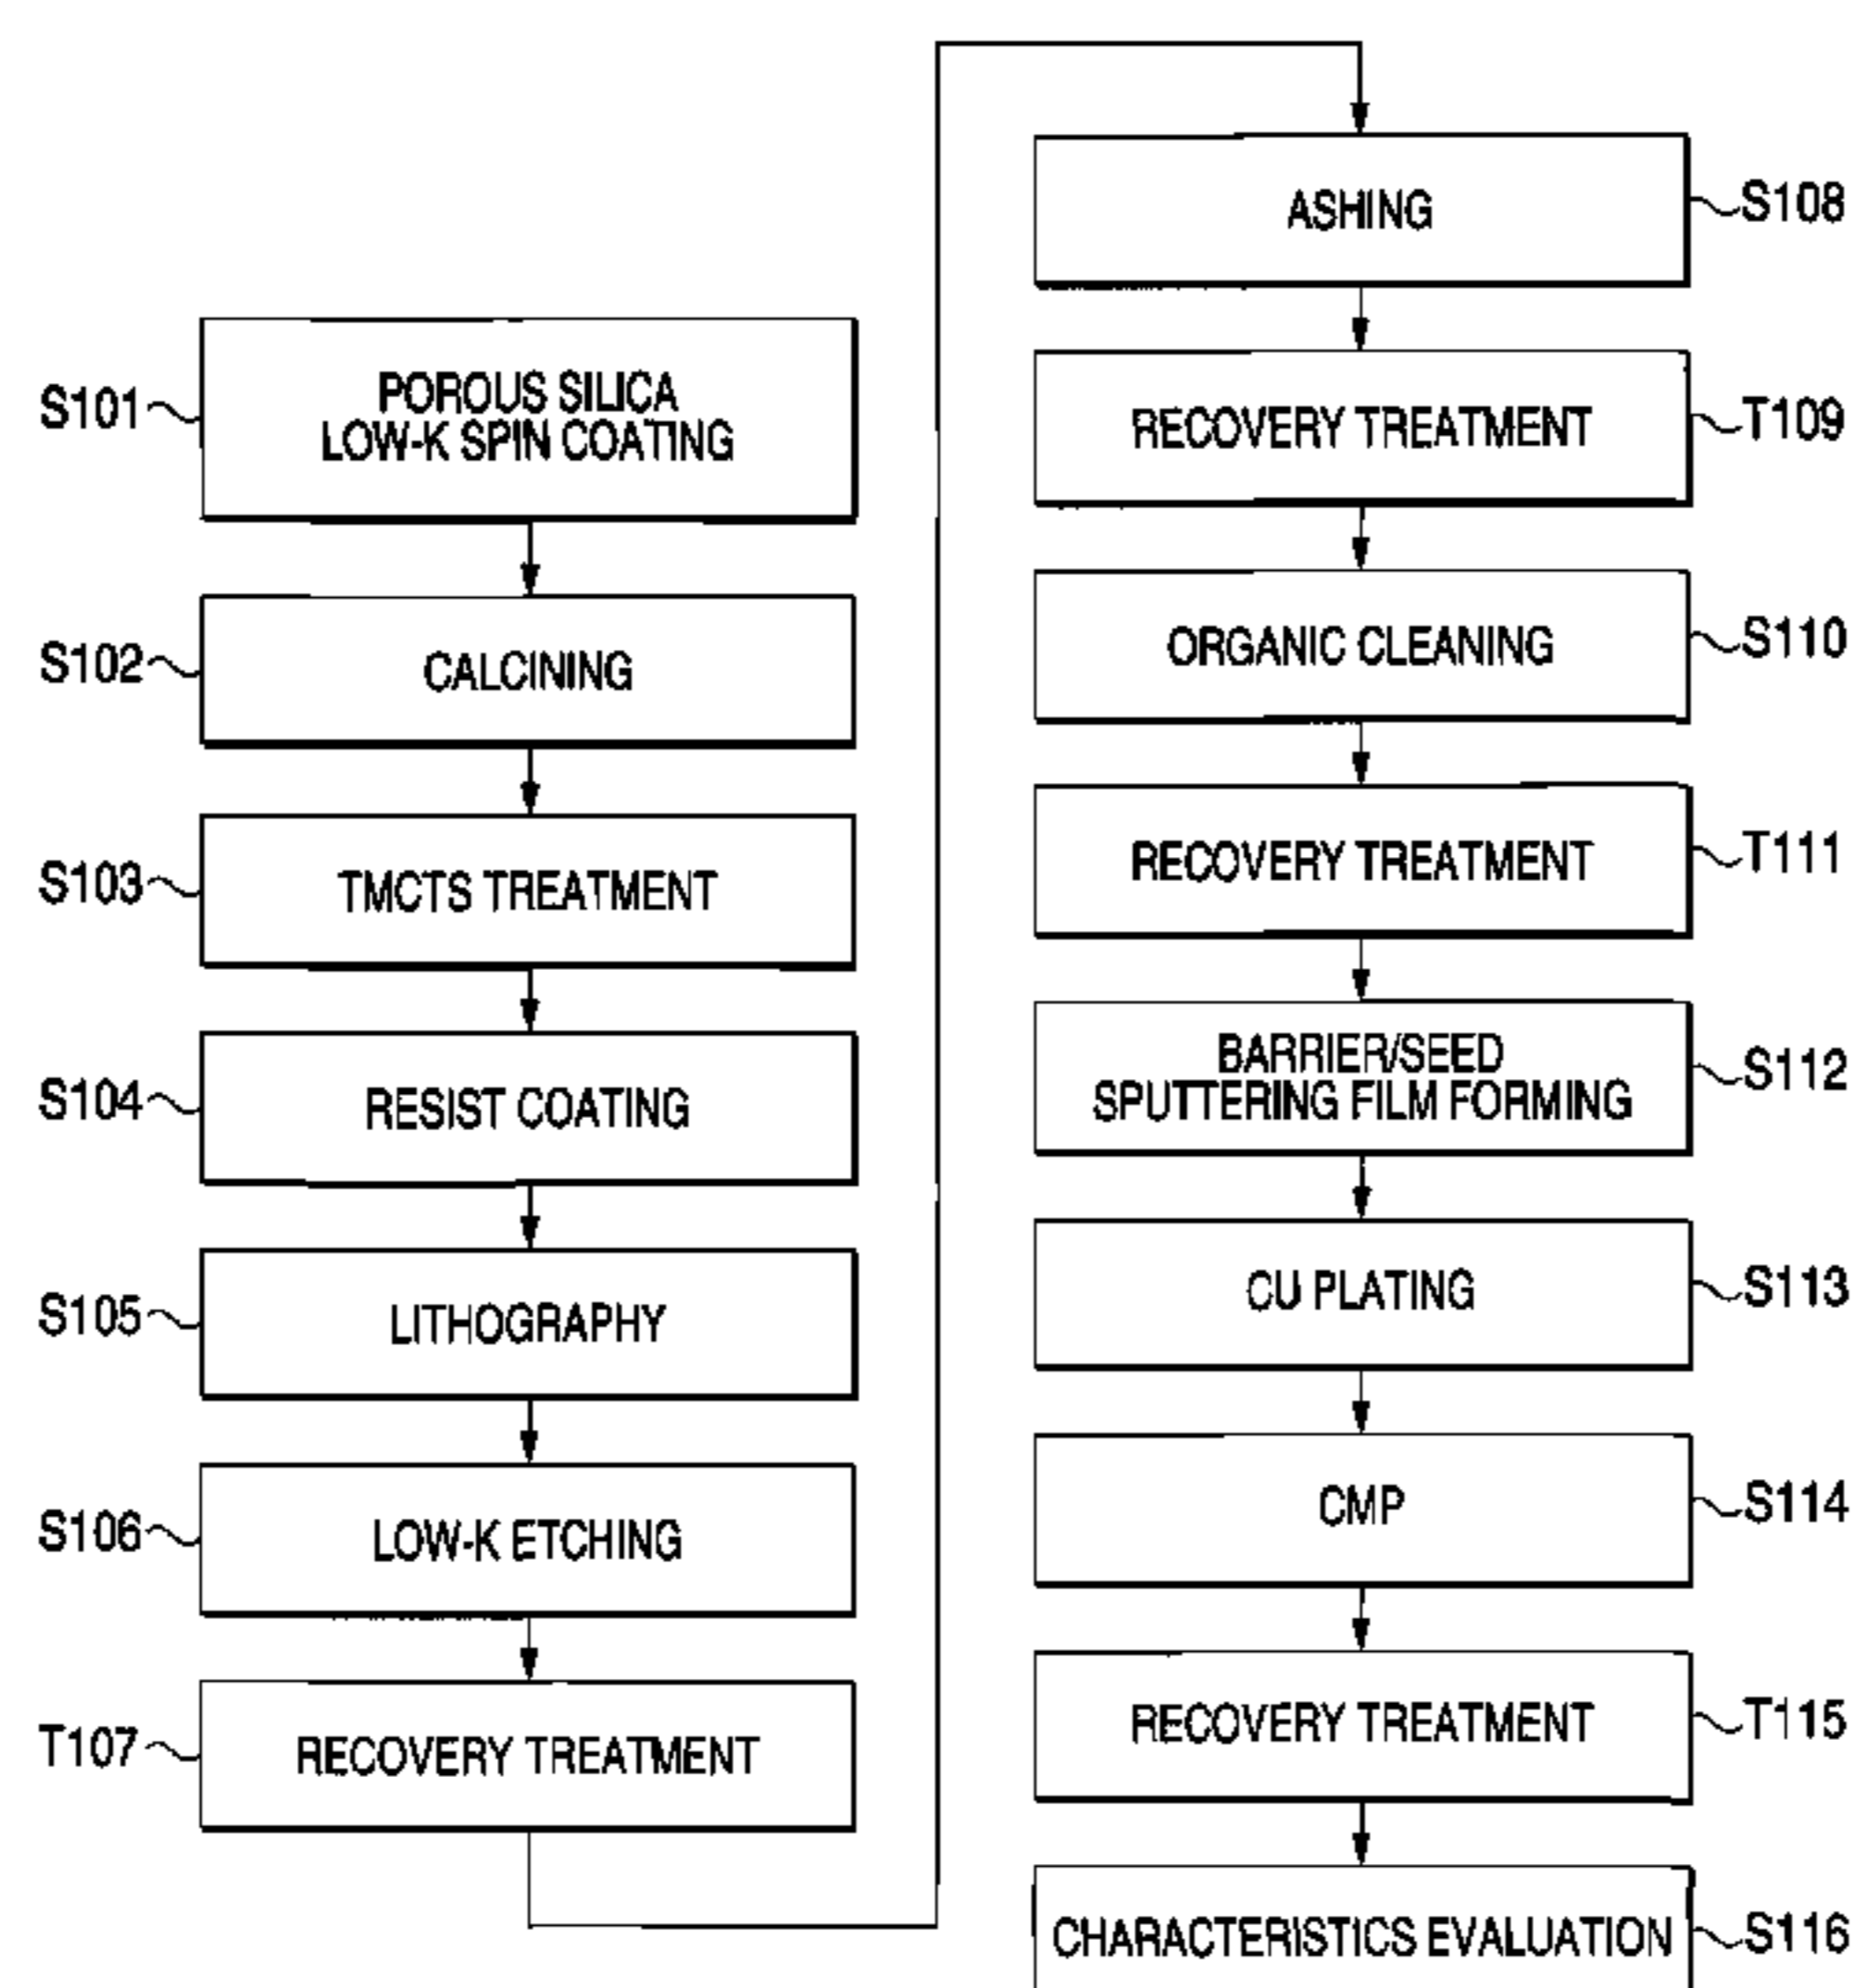 S101
POROUS SILICA
LOW-K SPIN COATING
S102
CALCINING
S103
TMCTS TREATMENT
S104
RESIST COATING
S105
LITHOGRAPHY
S106
LOW-K ETCHING
T107
RECOVERY TREATMENT
ASHING
S108
RECOVERY TREATMENT
T109
ORGANIC CLEANING
S110
RECOVERY TREATMENT
T111
BARRIER/SEED
SPUTTERING FILM FORMING
S112
CU PLATING
S113
CMP
S114
RECOVERY TREATMENT
T115
CHARACTERISTICS EVALUATION
S116